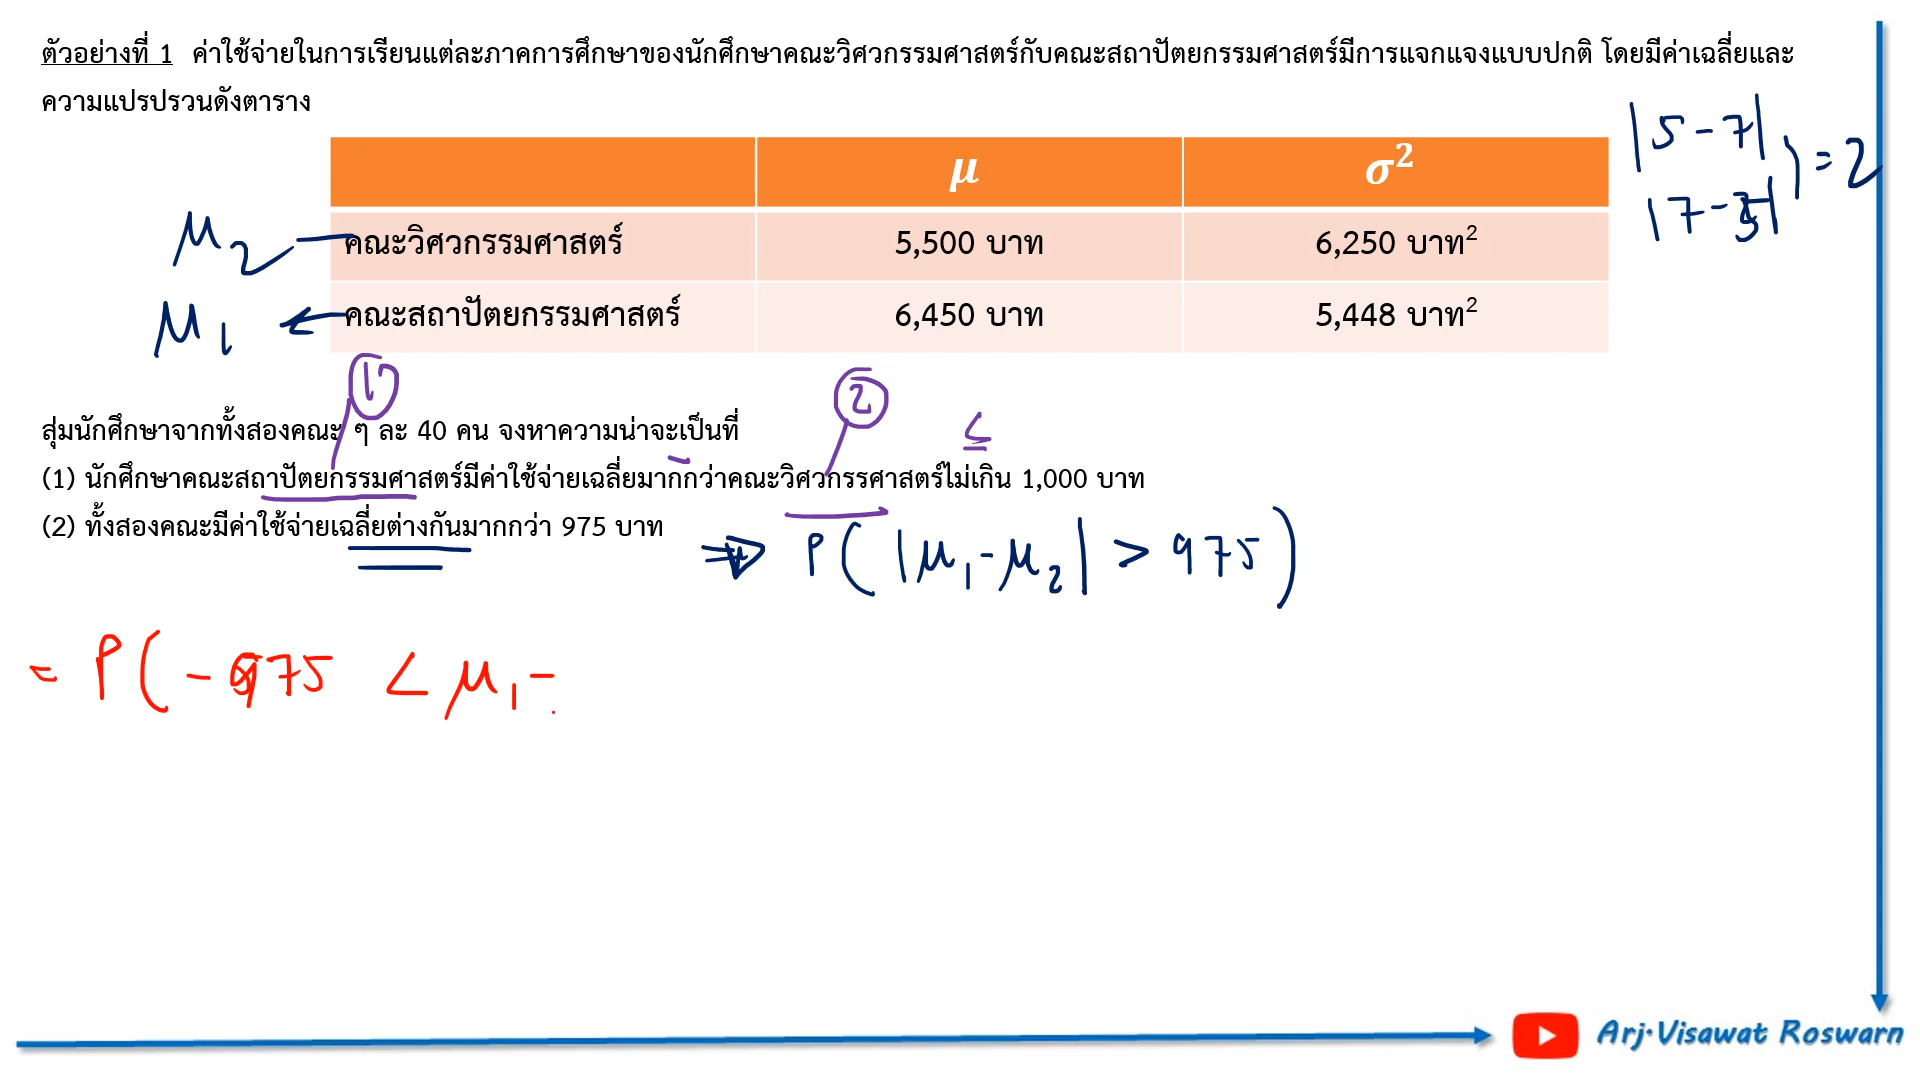 ตัวอย่างที่ 1 ค่าใช้จ่ายในการเรียนแต่ละภาคการศึกษาของนักศึกษาคณะวิศวกรรมศาสตร์กับคณะสถาปัตยกรรมศาสตร์มีการแจกแจงแบบปกติ โดยมีค่าเฉลี่ยและ
ความแปรปรวนดังตาราง
|5-7|
) = 2
|7-5|
μ σ²
μ₂ คณะวิศวกรรมศาสตร์ 5,500 บาท 6,250 บาท²
μ₁ คณะสถาปัตยกรรมศาสตร์ 6,450 บาท 5,448 บาท²
1 2 ≤
สุ่มนักศึกษาจากทั้งสองคณะ ๆ ละ 40 คน จงหาความน่าจะเป็นที่
(1) นักศึกษาคณะสถาปัตยกรรมศาสตร์มีค่าใช้จ่ายเฉลี่ยมากกว่าคณะวิศวกรรศาสตร์ไม่เกิน 1,000 บาท
(2) ทั้งสองคณะมีค่าใช้จ่ายเฉลี่ยต่างกันมากกว่า 975 บาท
⇒ P( |μ₁-μ₂| > 975 )
= P( -975 < μ₁-
Arj.Visawat Roswarn